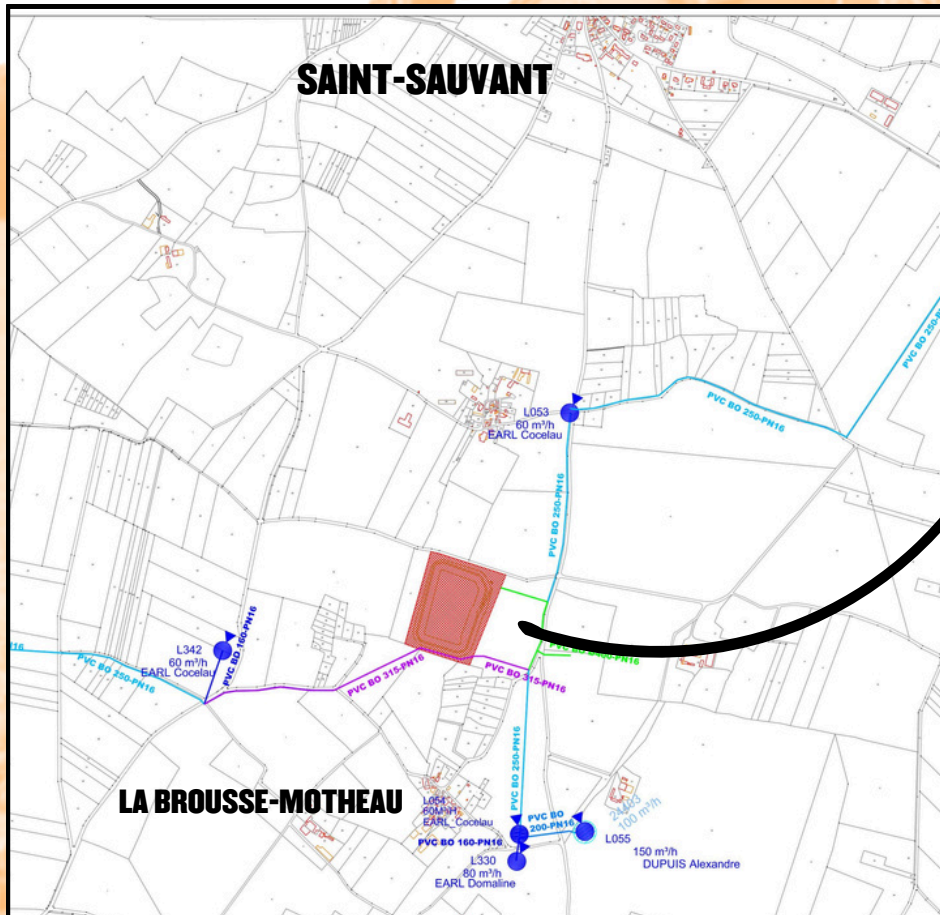 SAINT-SAUVANT
PVC BO 250-PN16
L053
60 m³/h
EARL Cocelau
PVC BO 250-PN16
PVC BO 250-PN16
L342
60 m³/h
EARL Cocelau
PVC BO 160-PN16
PVC BO 250-PN16
PVC BO 315-PN16
PVC BO 315-PN16
PVC BO 250-PN16
LA BROUSSE-MOTHEAU
L054
60M³/H
EARL Cocelau
PVC BO 160-PN16
PVC BO
200-PN16
100 m³/h
L055
150 m³/h
DUPUIS Alexandre
L330
80 m³/h
EARL Domaline